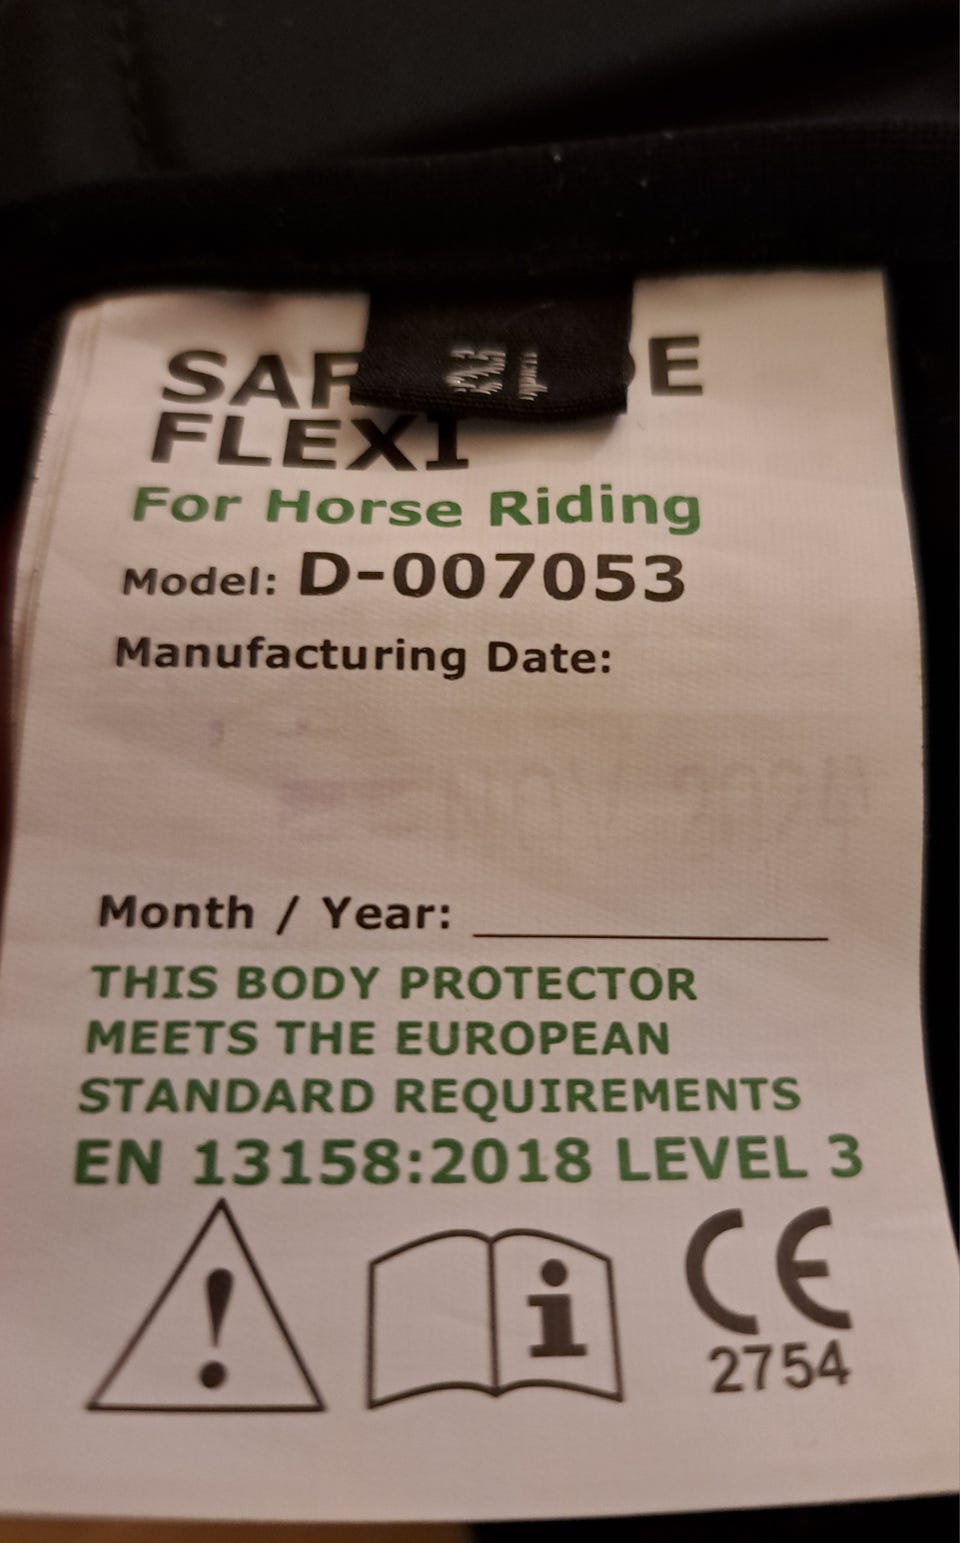 SAF E
FLEXI
For Horse Riding
Model: D-007053
Manufacturing Date:
NOV 2024
Month / Year:
THIS BODY PROTECTOR
MEETS THE EUROPEAN
STANDARD REQUIREMENTS
EN 13158:2018 LEVEL 3
CE
2754